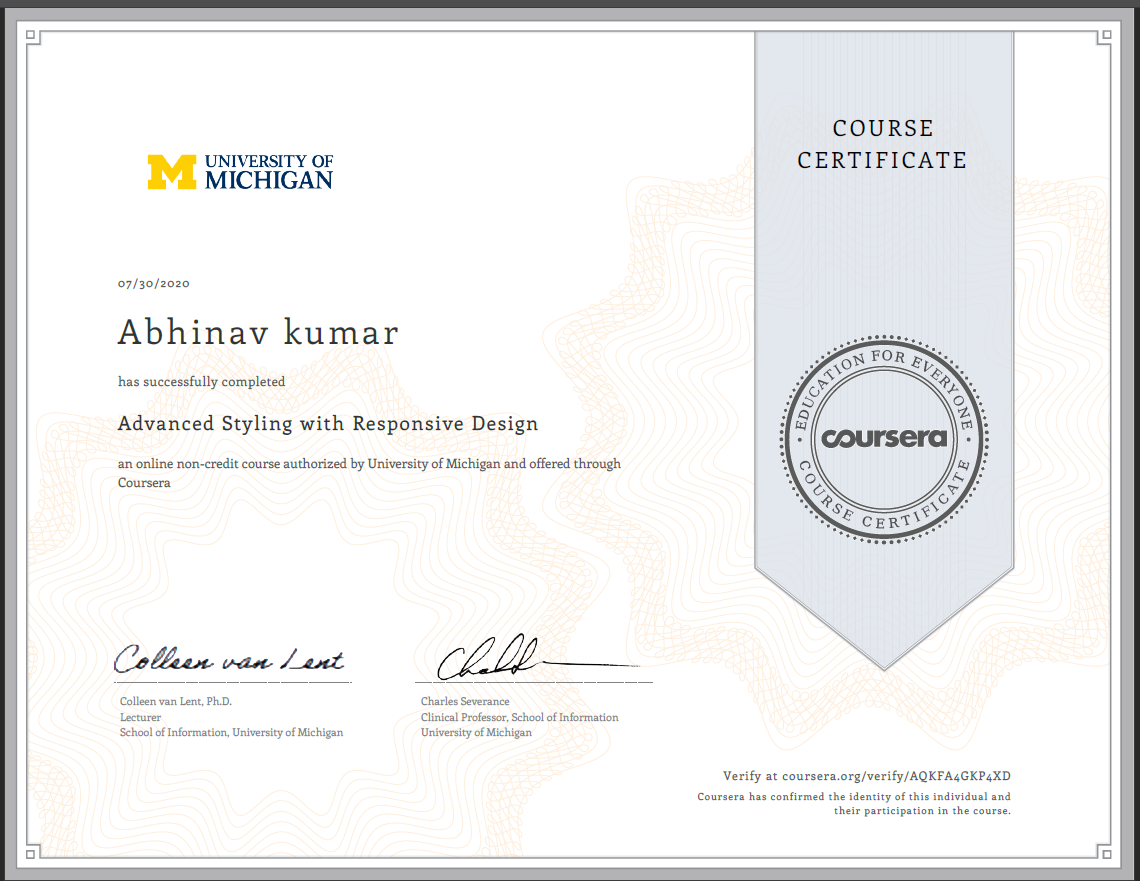 COURSE
CERTIFICATE
M UNIVERSITY OF
MICHIGAN
07/30/2020
Abhinav kumar
has successfully completed
Advanced Styling with Responsive Design
an online non-credit course authorized by University of Michigan and offered through
Coursera
EDUCATION FOR EVERYONE
coursera
COURSE CERTIFICATE
Colleen van Lent
Colleen van Lent, Ph.D.
Lecturer
School of Information, University of Michigan
Charles Severance
Clinical Professor, School of Information
University of Michigan
Verify at coursera.org/verify/AQKFA4GKP4XD
Coursera has confirmed the identity of this individual and
their participation in the course.